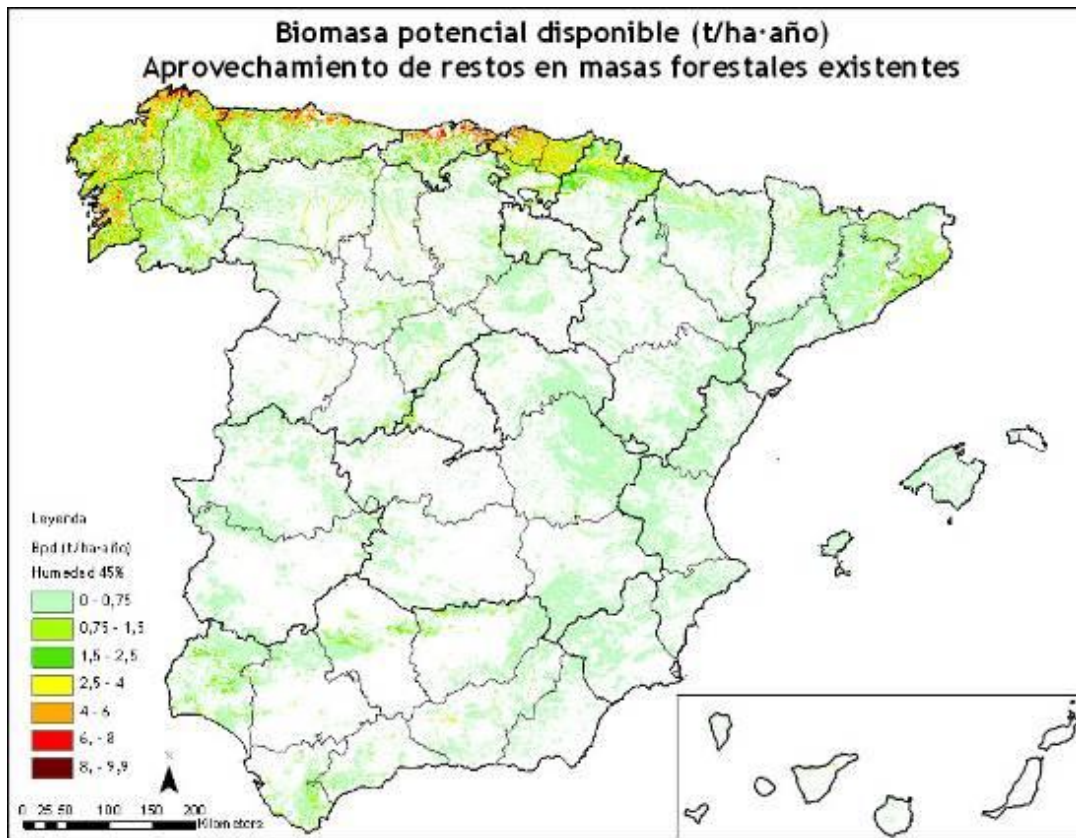 Biomasa potencial disponible (t/ha·año)
Aprovechamiento de restos en masas forestales existentes
Leyenda
Bpd (t/ha·año)
Humedad 45%
0 - 0,75
0,75 - 1,5
1,5 - 2,5
2,5 - 4
4 - 6
6, - 8
8, - 9,9
N
0 25 50 100 150 200
Kilometers